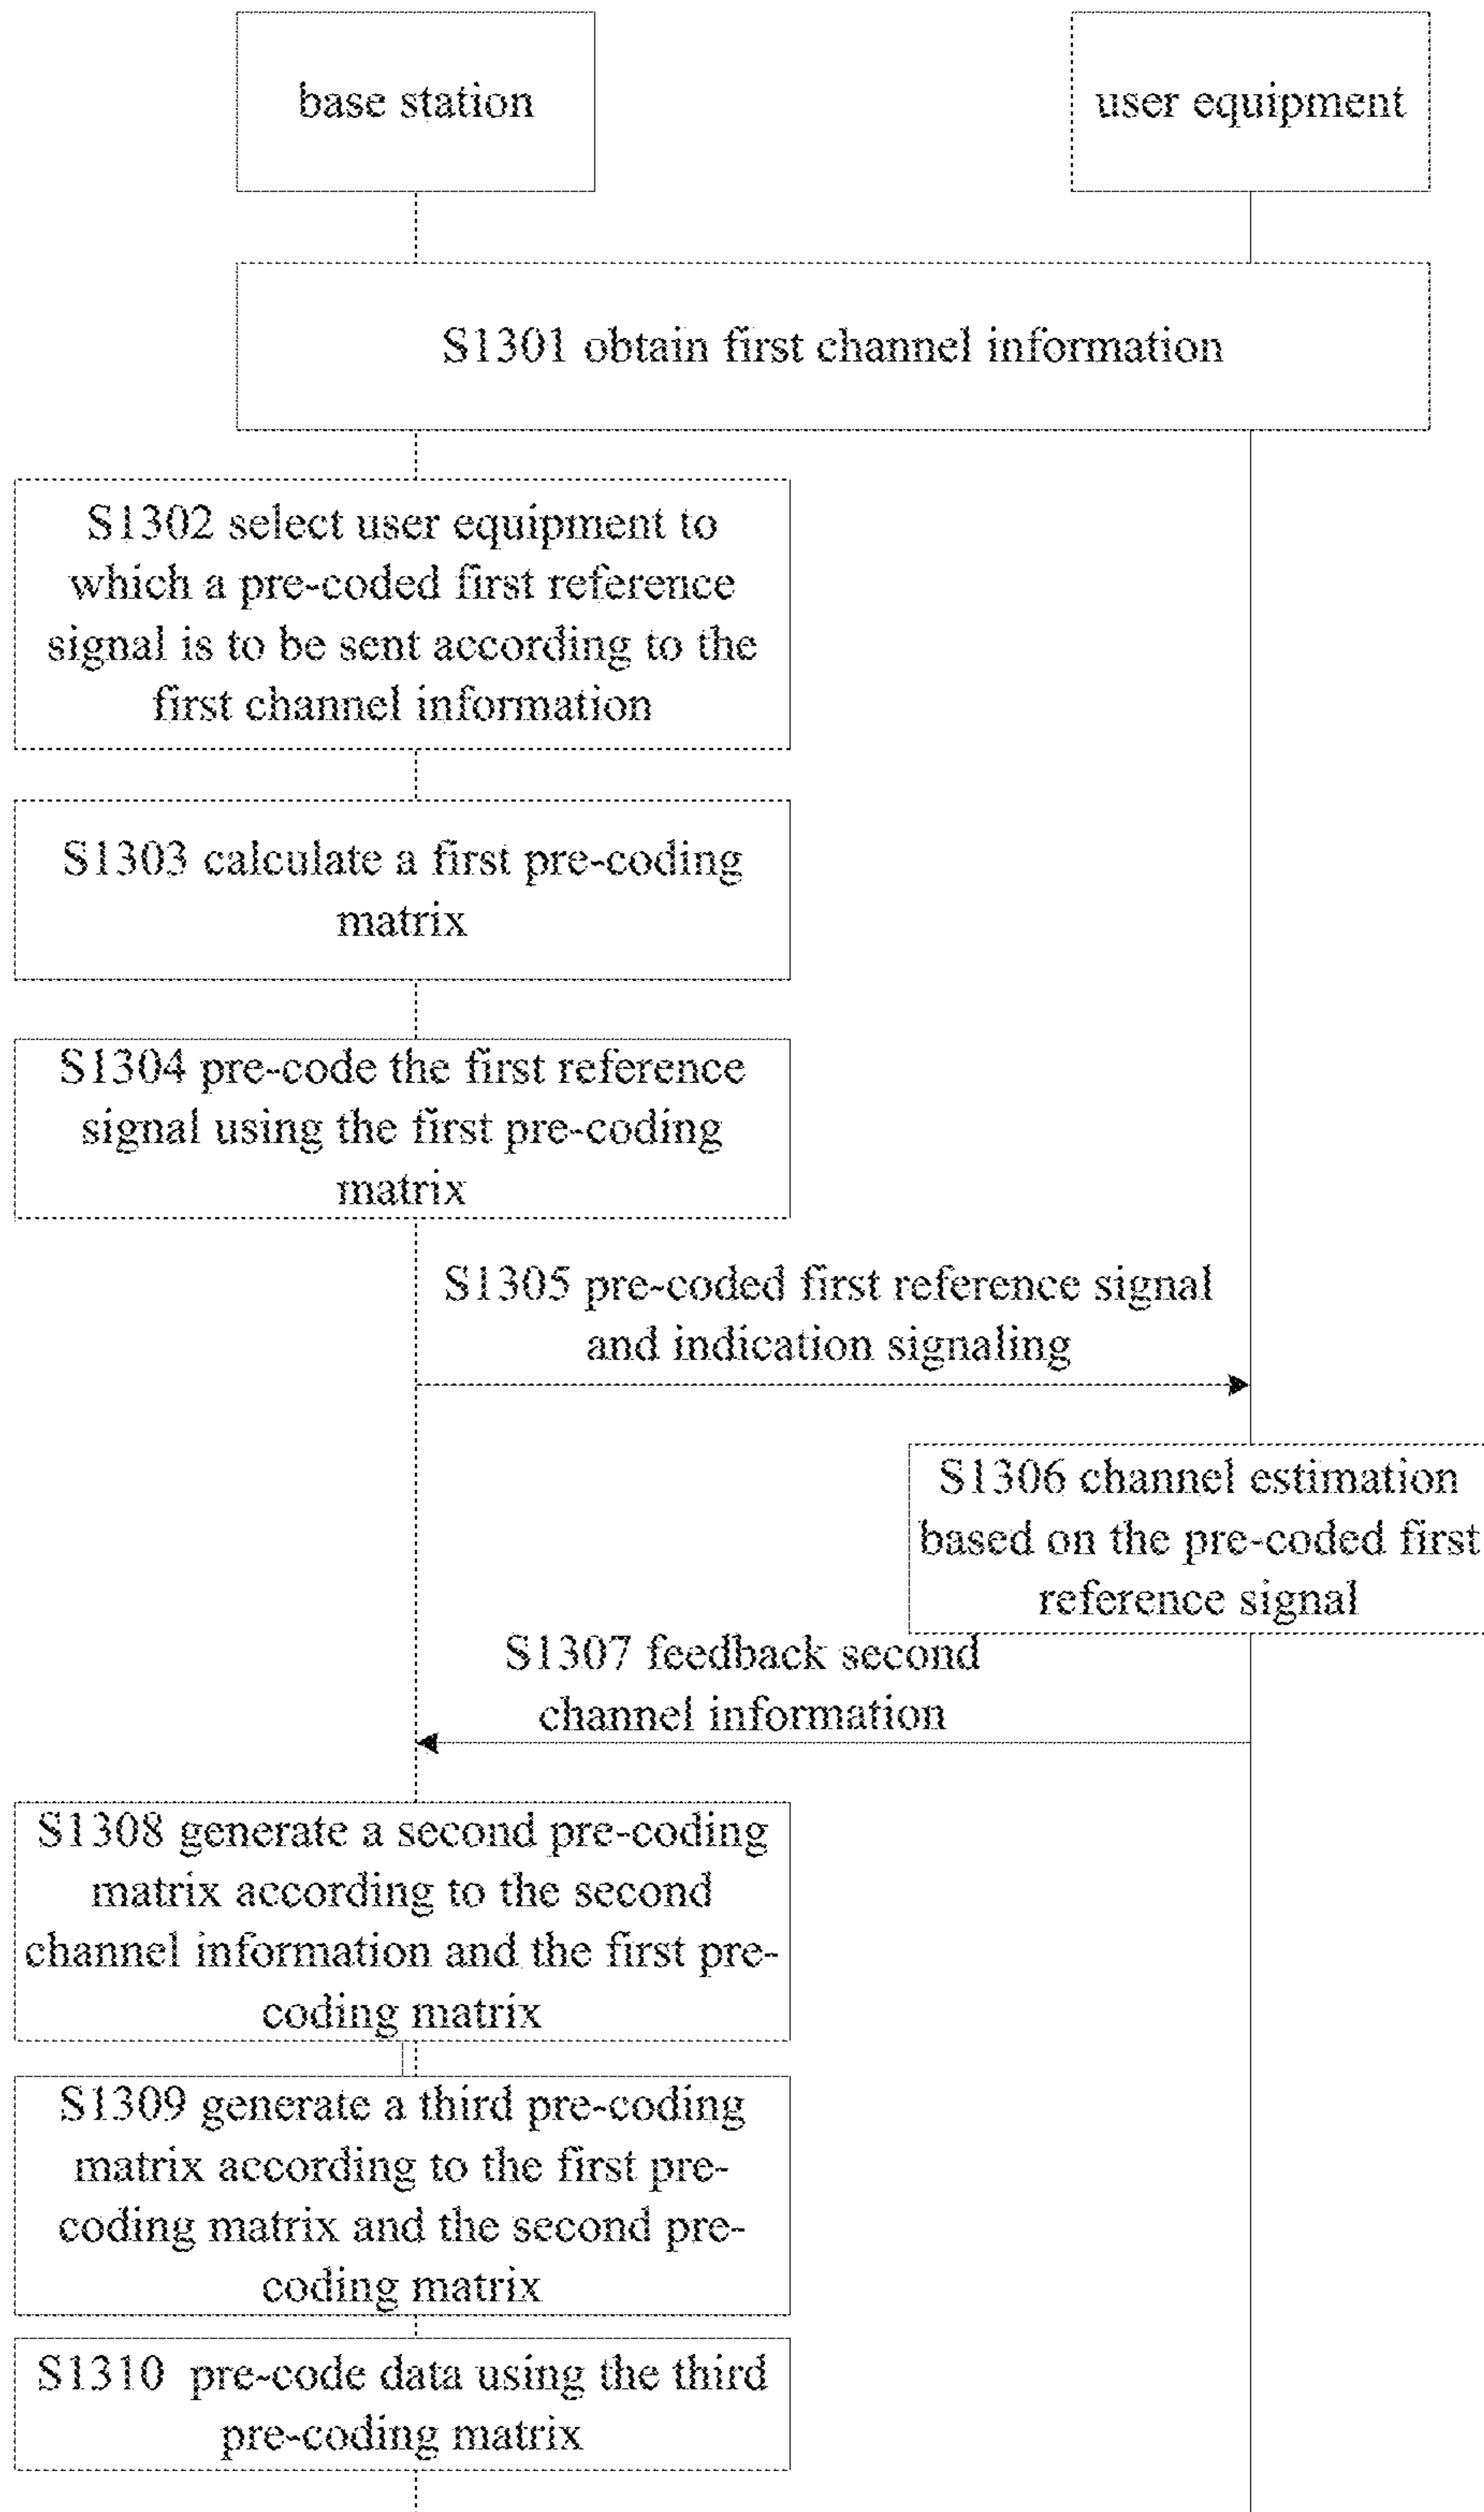 base station
user equipment
S1301 obtain first channel information
S1302 select user equipment to
which a pre-coded first reference
signal is to be sent according to the
first channel information
S1303 calculate a first pre-coding
matrix
S1304 pre-code the first reference
signal using the first pre-coding
matrix
S1305 pre-coded first reference signal
and indication signaling
S1306 channel estimation
based on the pre-coded first
reference signal
S1307 feedback second
channel information
S1308 generate a second pre-coding
matrix according to the second
channel information and the first pre-
coding matrix
S1309 generate a third pre-coding
matrix according to the first pre-
coding matrix and the second pre-
coding matrix
S1310 pre-code data using the third
pre-coding matrix